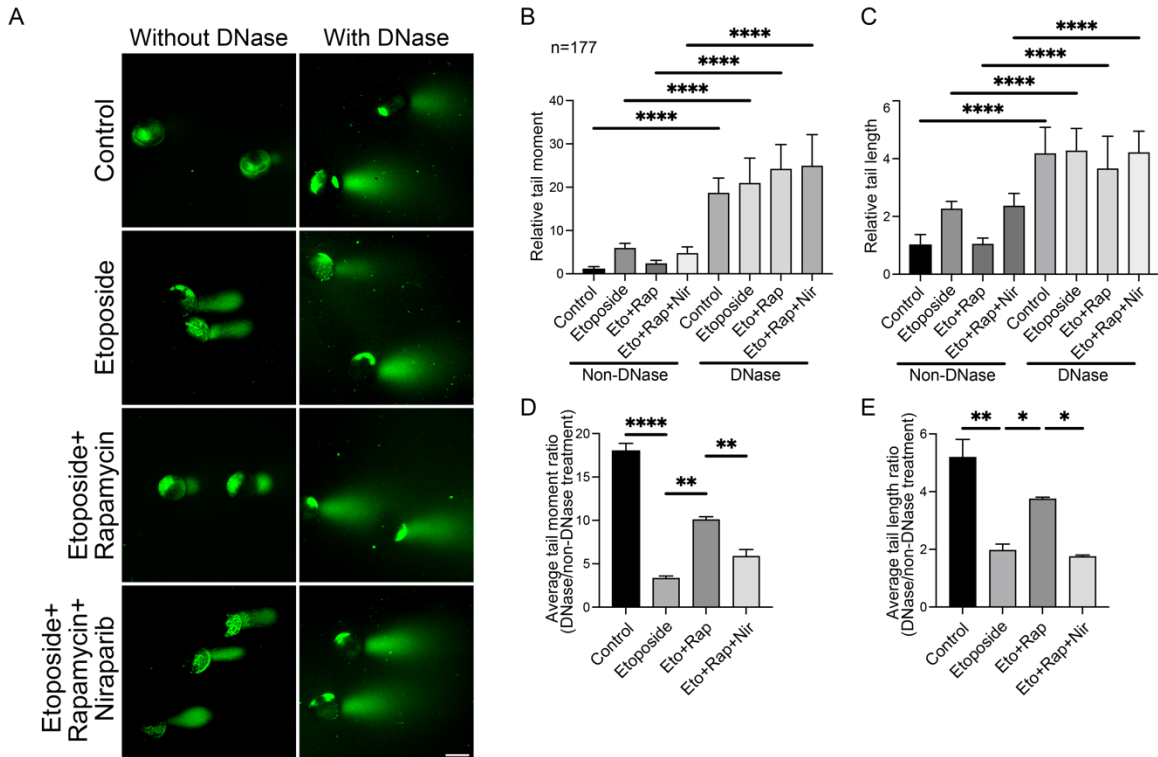 A
Without DNase
With DNase
Control
Etoposide
Etoposide+
Rapamycin
Etoposide+
Rapamycin+
Niraparib
B
n=177
****
****
****
****
Relative tail moment
40
30
20
10
0
Control
Etoposide
Eto+Rap
Eto+Rap+Nir
Control
Etoposide
Eto+Rap
Eto+Rap+Nir
Non-DNase
DNase
C
****
****
****
****
Relative tail length
6
4
2
0
Control
Etoposide
Eto+Rap
Eto+Rap+Nir
Control
Etoposide
Eto+Rap
Eto+Rap+Nir
Non-DNase
DNase
D
****
**
**
Average tail moment ratio
(DNase/non-DNase treatment)
20
15
10
5
0
Control
Etoposide
Eto+Rap
Eto+Rap+Nir
E
**
*
*
Average tail length ratio
(DNase/non-DNase treatment)
6
4
2
0
Control
Etoposide
Eto+Rap
Eto+Rap+Nir